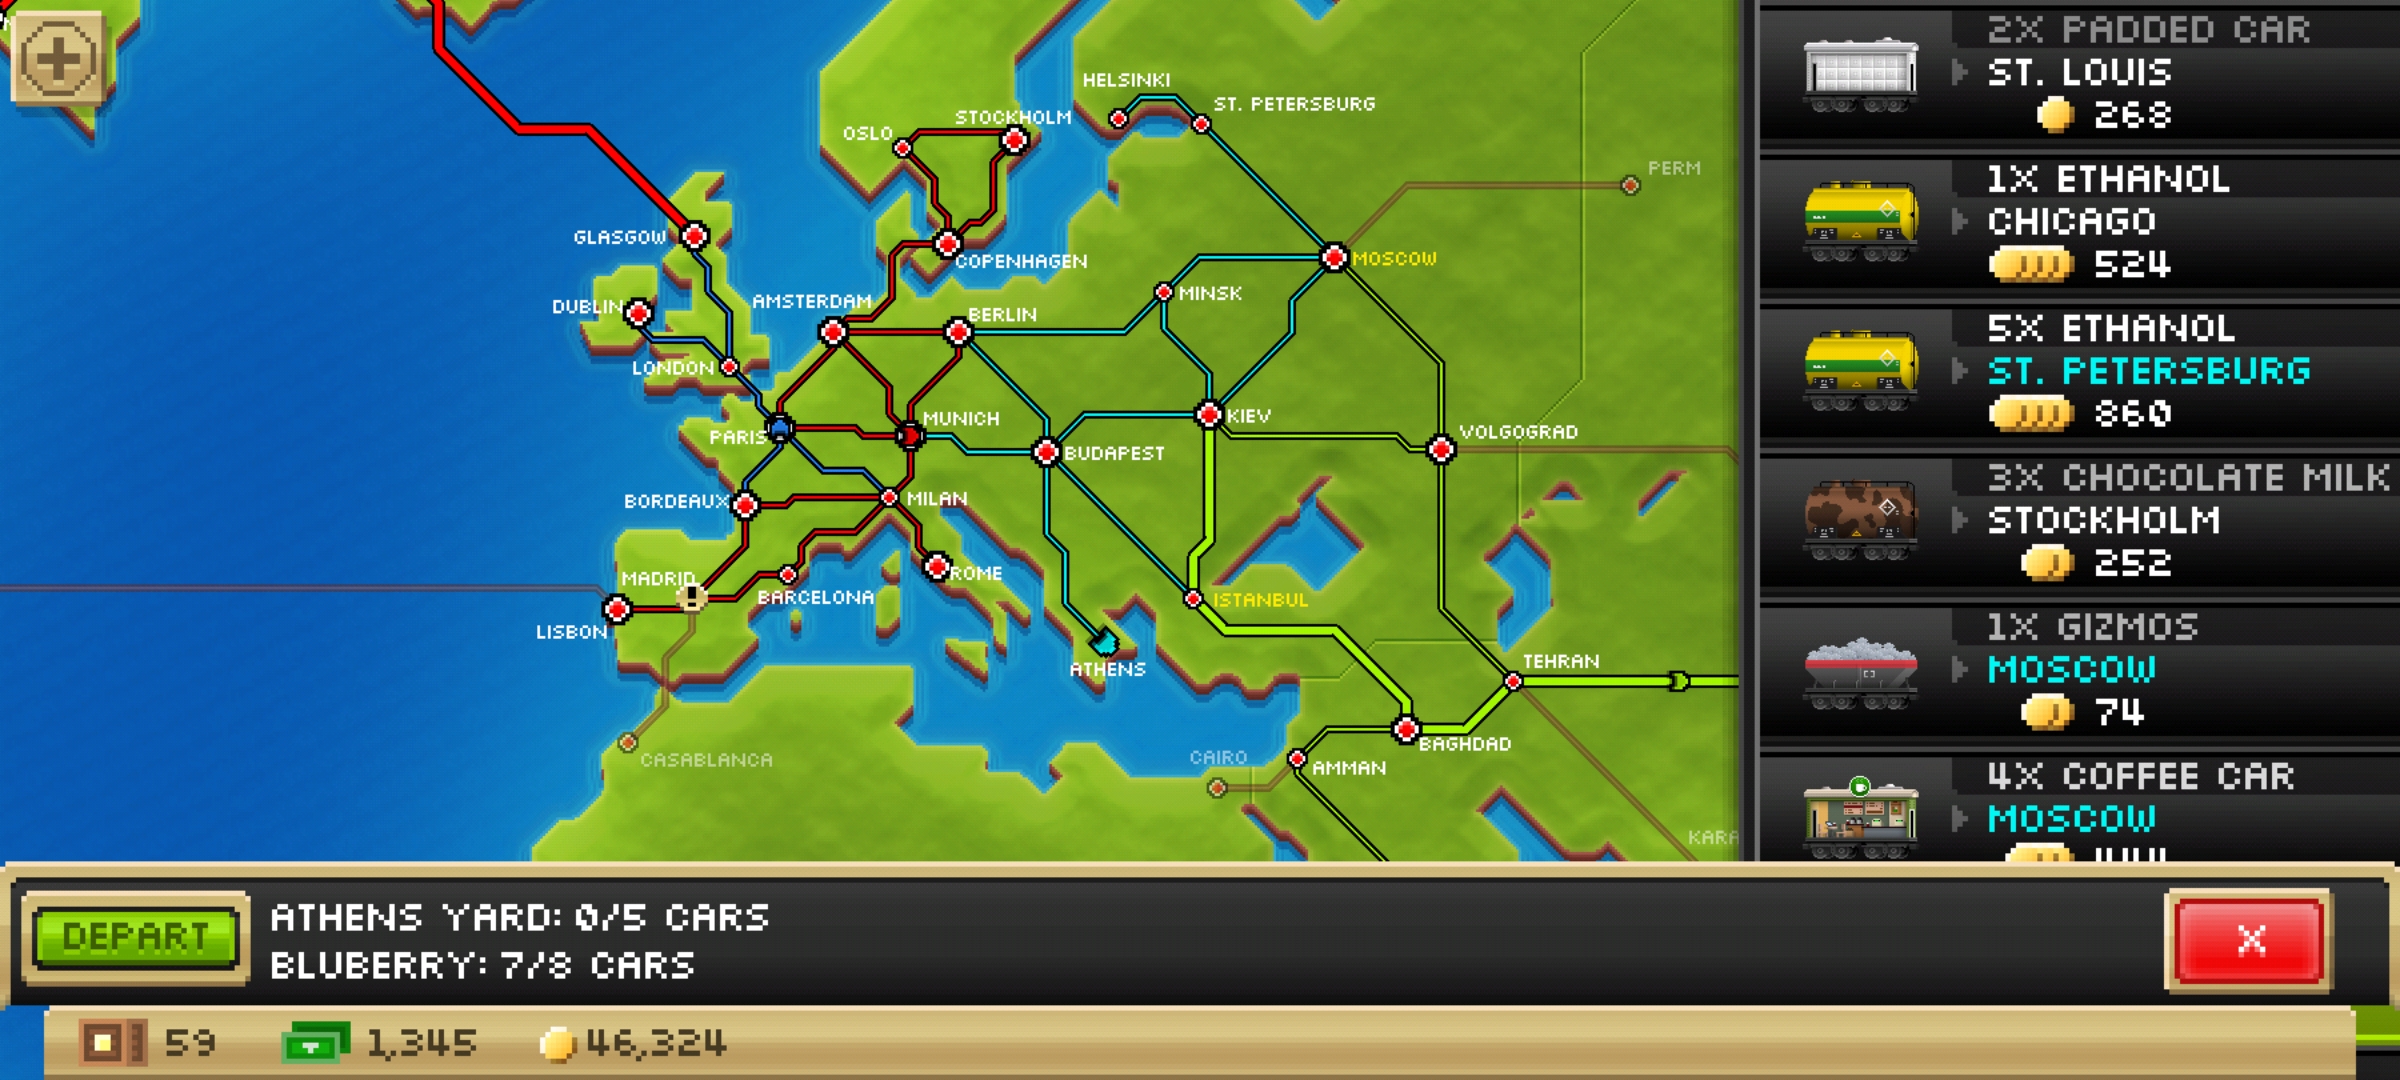 HELSINKI
ST. PETERSBURG
STOCKHOLM
OSLO
PERM
GLASGOW
COPENHAGEN
MOSCOW
DUBLIN
AMSTERDAM
MINSK
BERLIN
LONDON
PARIS
MUNICH
KIEV
VOLGOGRAD
BUDAPEST
BORDEAUX
MILAN
MADRID
ROME
BARCELONA
ISTANBUL
LISBON
ATHENS
TEHRAN
CASABLANCA
CAIRO
AMMAN
BAGHDAD
KARA
2X PADDED CAR
ST. LOUIS
268
1X ETHANOL
CHICAGO
524
5X ETHANOL
ST. PETERSBURG
860
3X CHOCOLATE MILK
STOCKHOLM
252
1X GIZMOS
MOSCOW
74
4X COFFEE CAR
MOSCOW
DEPART
ATHENS YARD: 0/5 CARS
BLUBERRY: 7/8 CARS
X
59
1,345
46,324